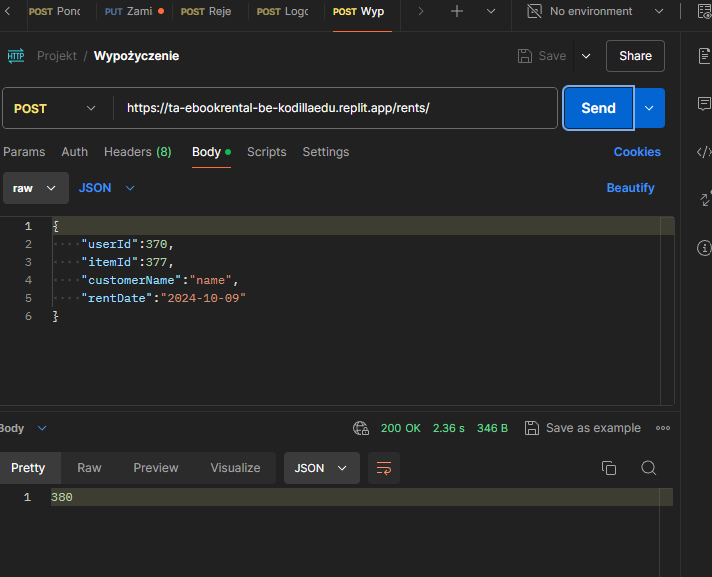 POST Pond PUT Zami POST Reje POST Logo POST Wyp No environment
HTTP Projekt / Wypożyczenie Save Share
POST https://ta-ebookrental-be-kodillaedu.replit.app/rents/ Send
Params Auth Headers (8) Body Scripts Settings Cookies
raw JSON Beautify
1 {
2 "userId":370,
3 "itemId":377,
4 "customerName":"name",
5 "rentDate":"2024-10-09"
6 }
Body 200 OK 2.36 s 346 B Save as example
Pretty Raw Preview Visualize JSON
1 380